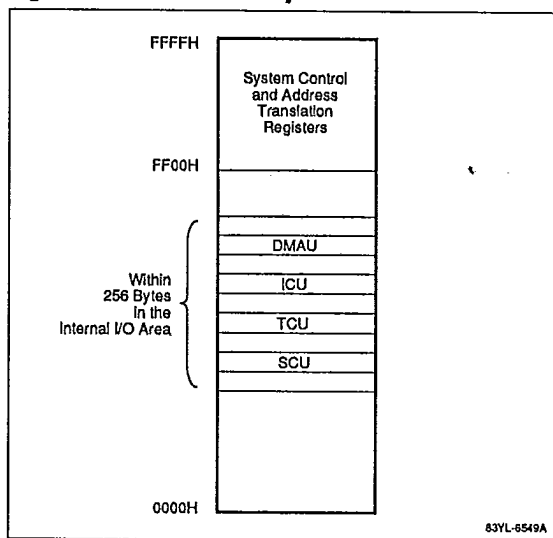 FFFFH
System Control
and Address
Translation
Registers
FF00H
DMAU
ICU
TCU
SCU
Within
256 Bytes
In the
Internal I/O Area
0000H
83YL-6549A